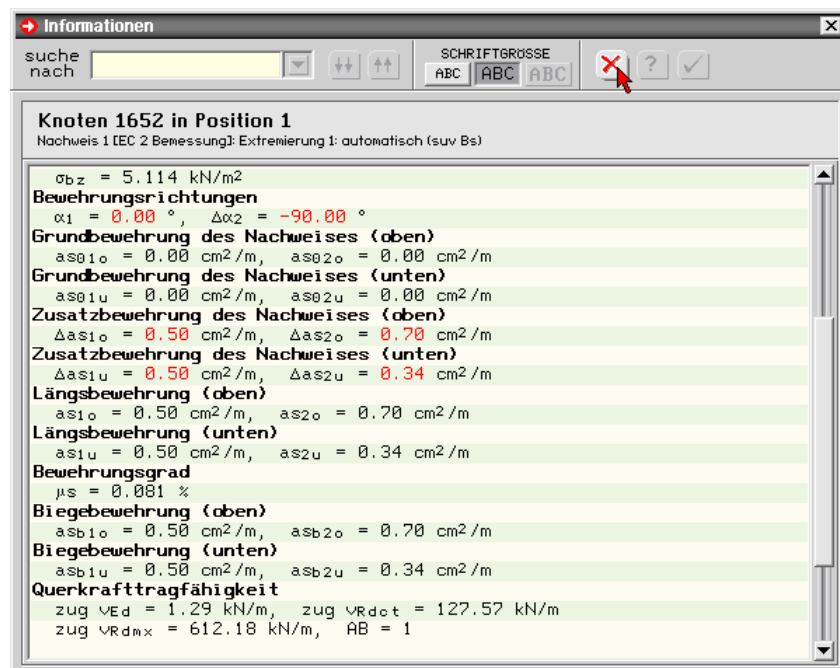 Informationen
suche nach
SCHRIFTGRÖSSE
ABC ABC ABC
Knoten 1652 in Position 1
Nachweis 1 [EC 2 Bemessung]: Extremierung 1: automatisch (suv Bs)
σbz = 5.114 kN/m²
Bewehrungsrichtungen
α1 = 0.00 °, Δα2 = -90.00 °
Grundbewehrung des Nachweises (oben)
as01o = 0.00 cm²/m, as02o = 0.00 cm²/m
Grundbewehrung des Nachweises (unten)
as01u = 0.00 cm²/m, as02u = 0.00 cm²/m
Zusatzbewehrung des Nachweises (oben)
Δas1o = 0.50 cm²/m, Δas2o = 0.70 cm²/m
Zusatzbewehrung des Nachweises (unten)
Δas1u = 0.50 cm²/m, Δas2u = 0.34 cm²/m
Längsbewehrung (oben)
as1o = 0.50 cm²/m, as2o = 0.70 cm²/m
Längsbewehrung (unten)
as1u = 0.50 cm²/m, as2u = 0.34 cm²/m
Bewehrungsgrad
μs = 0.081 %
Biegebewehrung (oben)
asb1o = 0.50 cm²/m, asb2o = 0.70 cm²/m
Biegebewehrung (unten)
asb1u = 0.50 cm²/m, asb2u = 0.34 cm²/m
Querkrafttragfähigkeit
zug vEd = 1.29 kN/m, zug vRdct = 127.57 kN/m
zug vRdmx = 612.18 kN/m, AB = 1